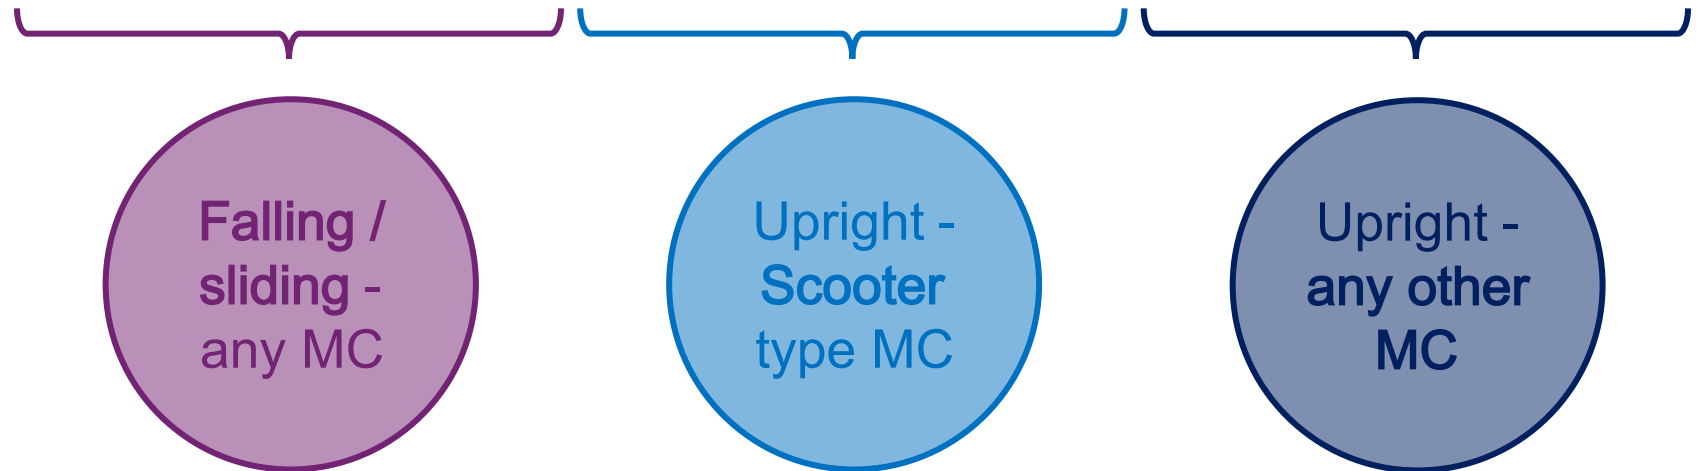 Falling /
sliding -
any MC
Upright -
Scooter
type MC
Upright -
any other
MC